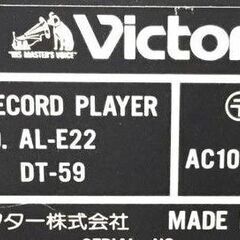 "HIS MASTER'S VOICE"
Victor
RECORD PLAYER
AL-E22
DT-59
AC10
ター株式会社
MADE